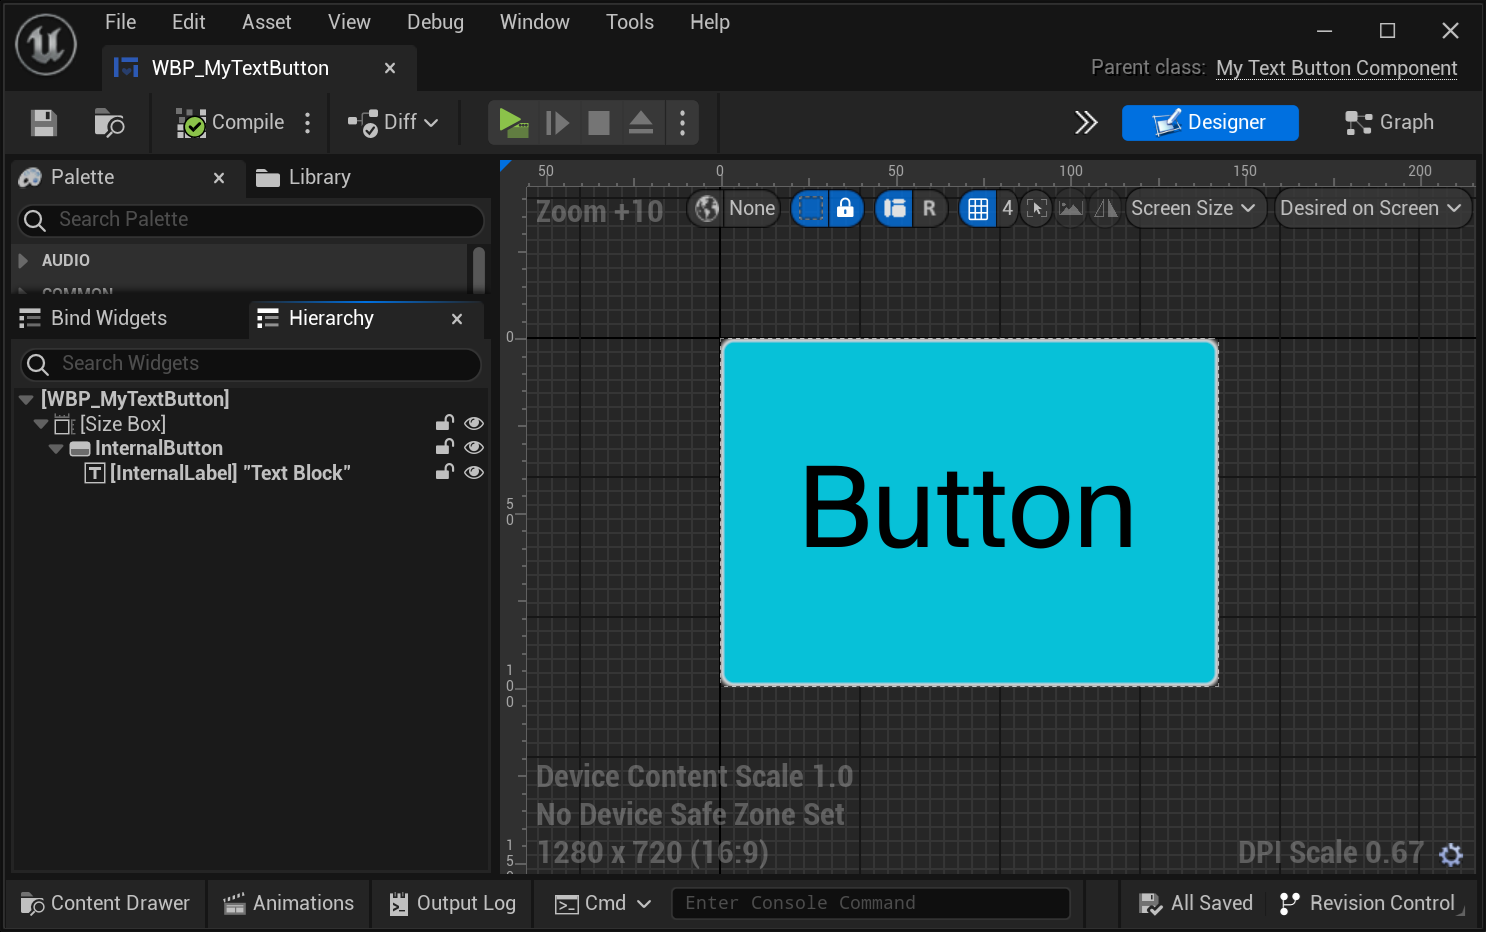 File Edit Asset View Debug Window Tools Help
WBP_MyTextButton
Parent class: My Text Button Component
Compile Diff Designer Graph
Palette Library
Search Palette
AUDIO
COMMON
Bind Widgets Hierarchy
Search Widgets
[WBP_MyTextButton]
[Size Box]
InternalButton
T [InternalLabel] "Text Block"
50 0 50 100 150 200
Zoom +10 None R 4 Screen Size Desired on Screen
0
50
100
15
Button
Device Content Scale 1.0
No Device Safe Zone Set
1280 x 720 (16:9)
DPI Scale 0.67
Content Drawer Animations Output Log Cmd Enter Console Command All Saved Revision Control